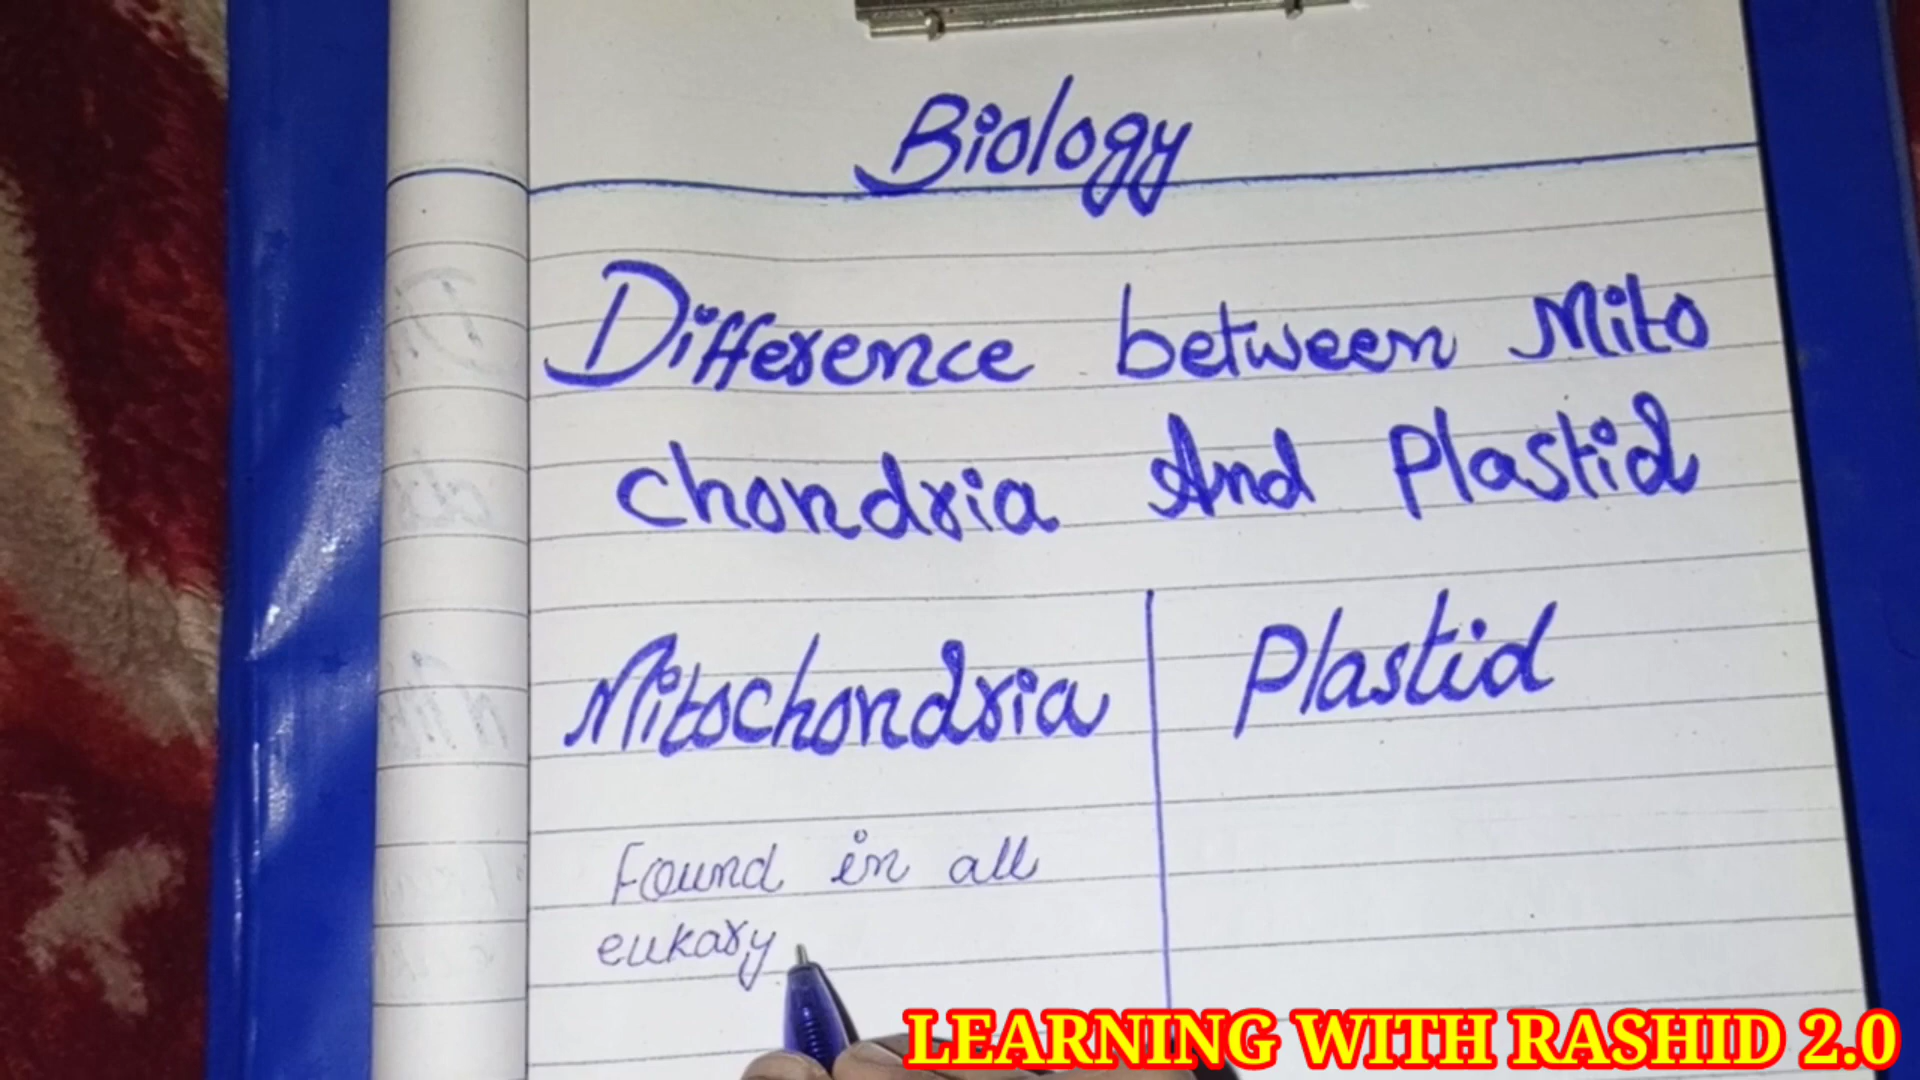 Biology
Difference between Mito
chondria And Plastid
Mitochondria Plastid
Found in all
eukary
LEARNING WITH RASHID 2.0